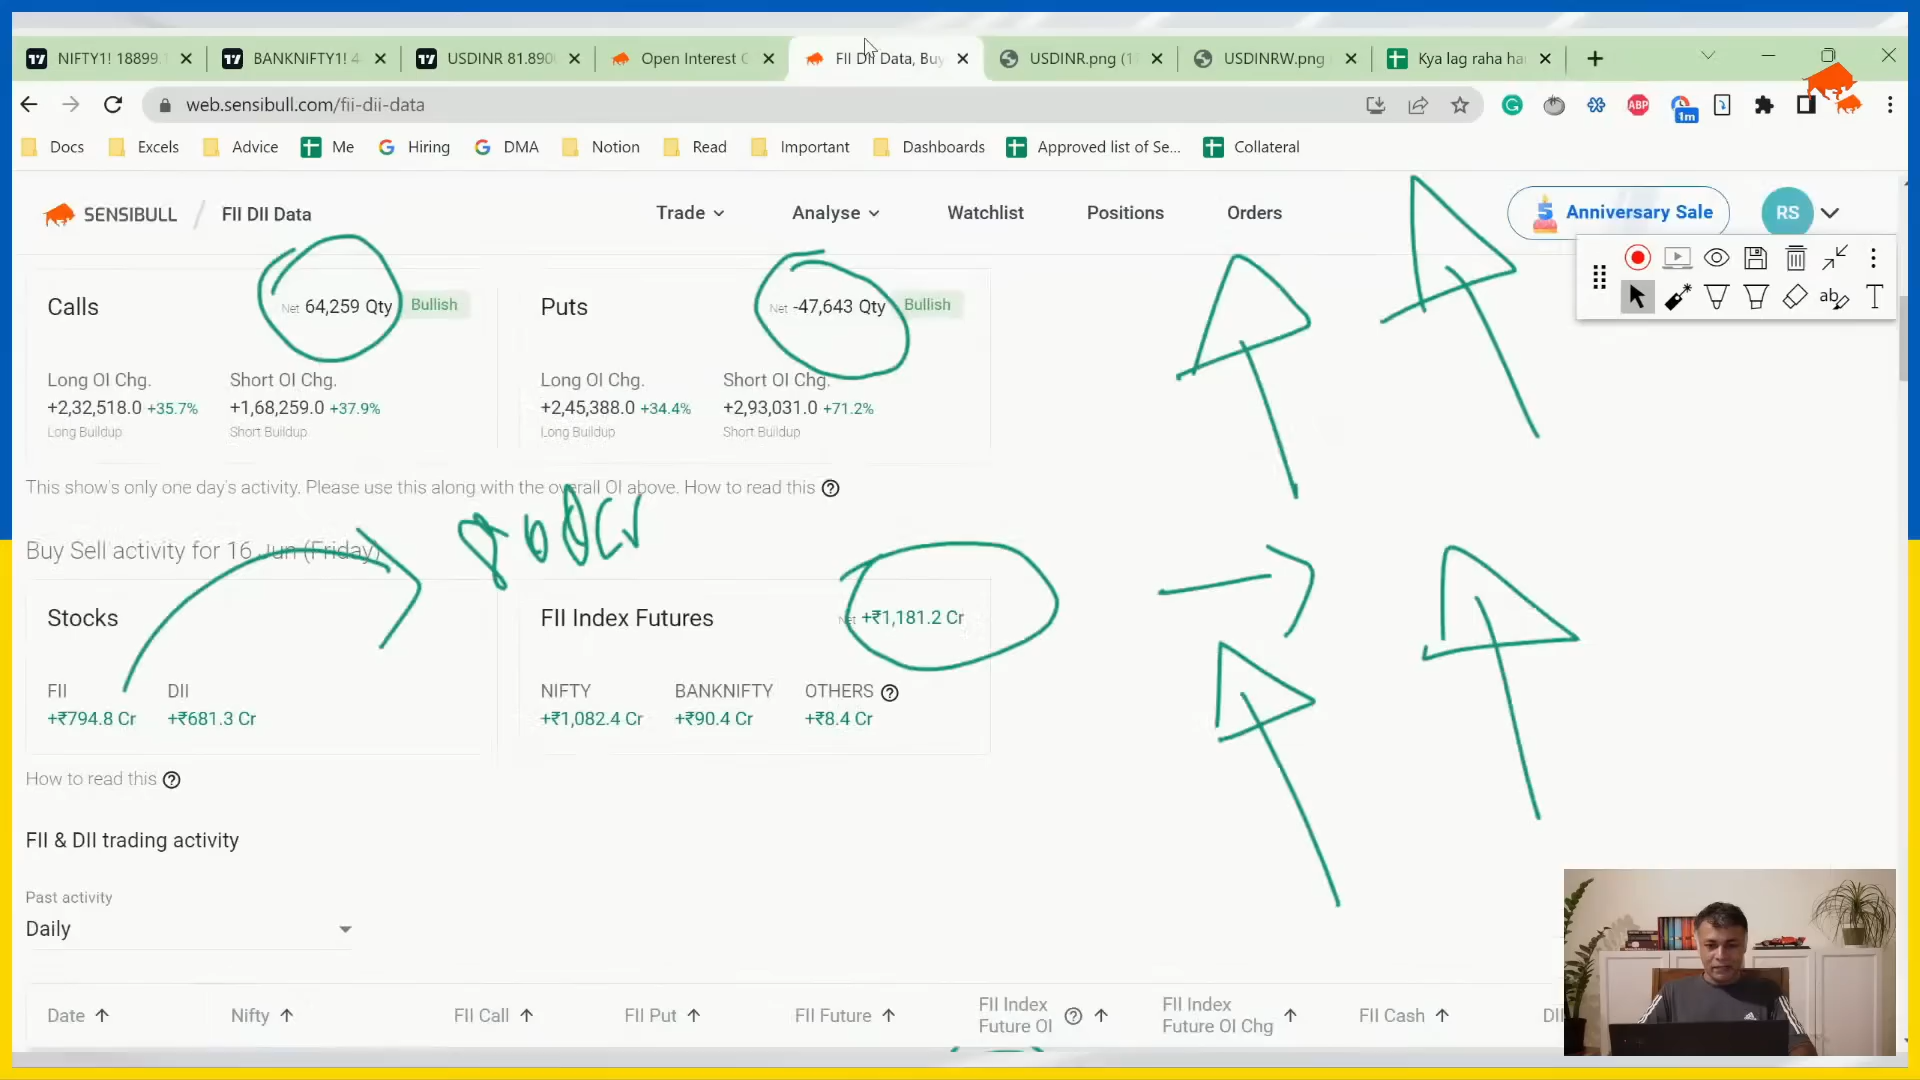 NIFTY1! 18899. BANKNIFTY1! 4 USDINR 81.890 Open Interest C FII DII Data, Buy USDINR.png (1 USDINRW.png Kya lag raha ha
web.sensibull.com/fii-dii-data ABP 1m
Docs Excels Advice Me Hiring DMA Notion Read Important Dashboards Approved list of Se... Collateral
SENSIBULL / FII DII Data Trade Analyse Watchlist Positions Orders 5 Anniversary Sale RS
Calls Net 64,259 Qty Bullish Puts Net -47,643 Qty Bullish
Long OI Chg. Short OI Chg. Long OI Chg. Short OI Chg.
+2,32,518.0 +35.7% +1,68,259.0 +37.9% +2,45,388.0 +34.4% +2,93,031.0 +71.2%
Long Buildup Short Buildup Long Buildup Short Buildup
This show's only one day's activity. Please use this along with the overall OI above. How to read this
800Cr
Buy Sell activity for 16 Jun (Friday)
Stocks FII Index Futures Net +₹1,181.2 Cr
FII DII NIFTY BANKNIFTY OTHERS
+₹794.8 Cr +₹681.3 Cr +₹1,082.4 Cr +₹90.4 Cr +₹8.4 Cr
How to read this
FII & DII trading activity
Past activity
Daily
Date Nifty FII Call FII Put FII Future FII Index Future OI FII Index Future OI Chg FII Cash DII